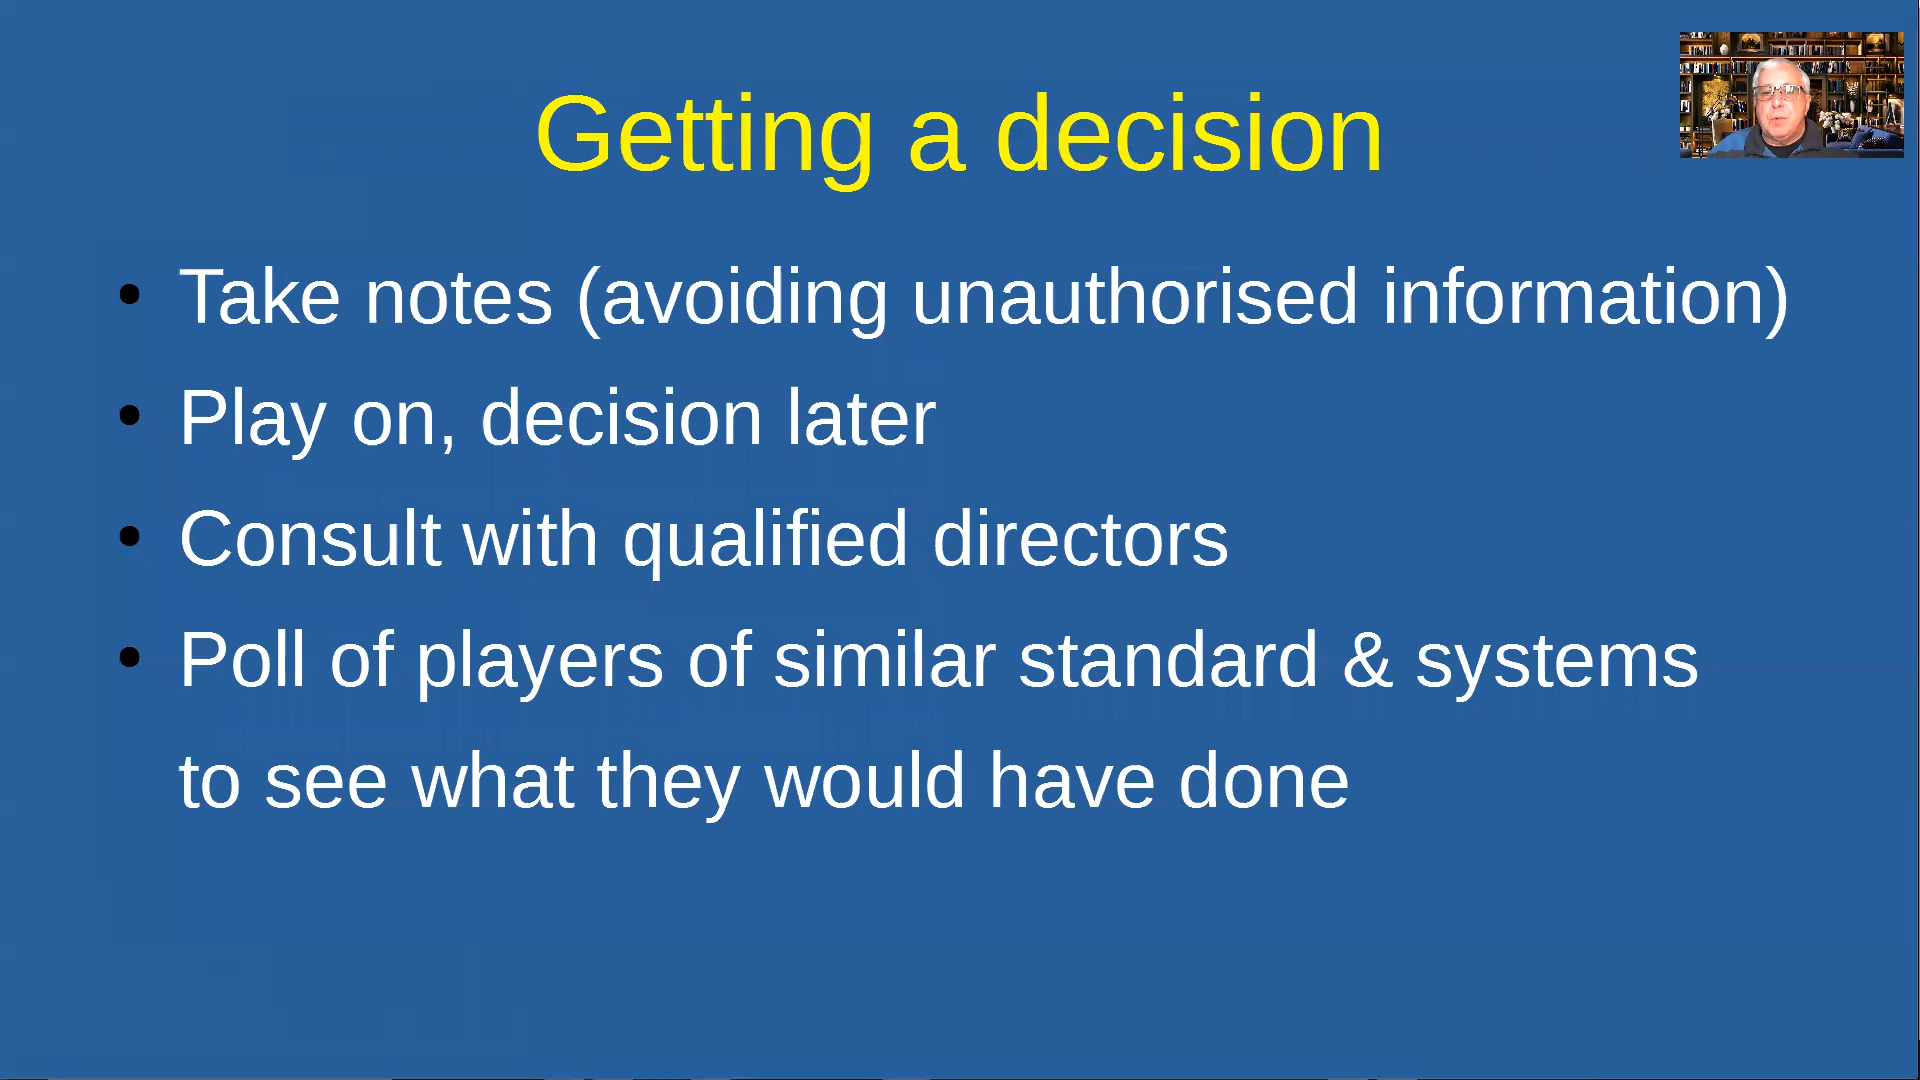 Getting a decision
• Take notes (avoiding unauthorised information)
• Play on, decision later
• Consult with qualified directors
• Poll of players of similar standard & systems
to see what they would have done